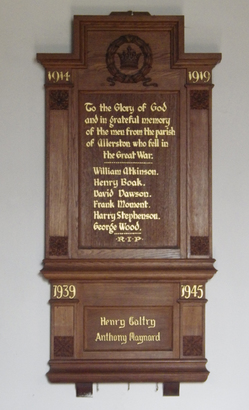 1914 1919
To the Glory of God
and in grateful memory
of the men from the parish
of Allerston who fell in
the Great War.
William Atkinson.
Henry Boak.
David Dawson.
Frank Moment.
Harry Stephenson.
George Wood.
R·I·P
1939 1945
Henry Baltry
Anthony Maynard